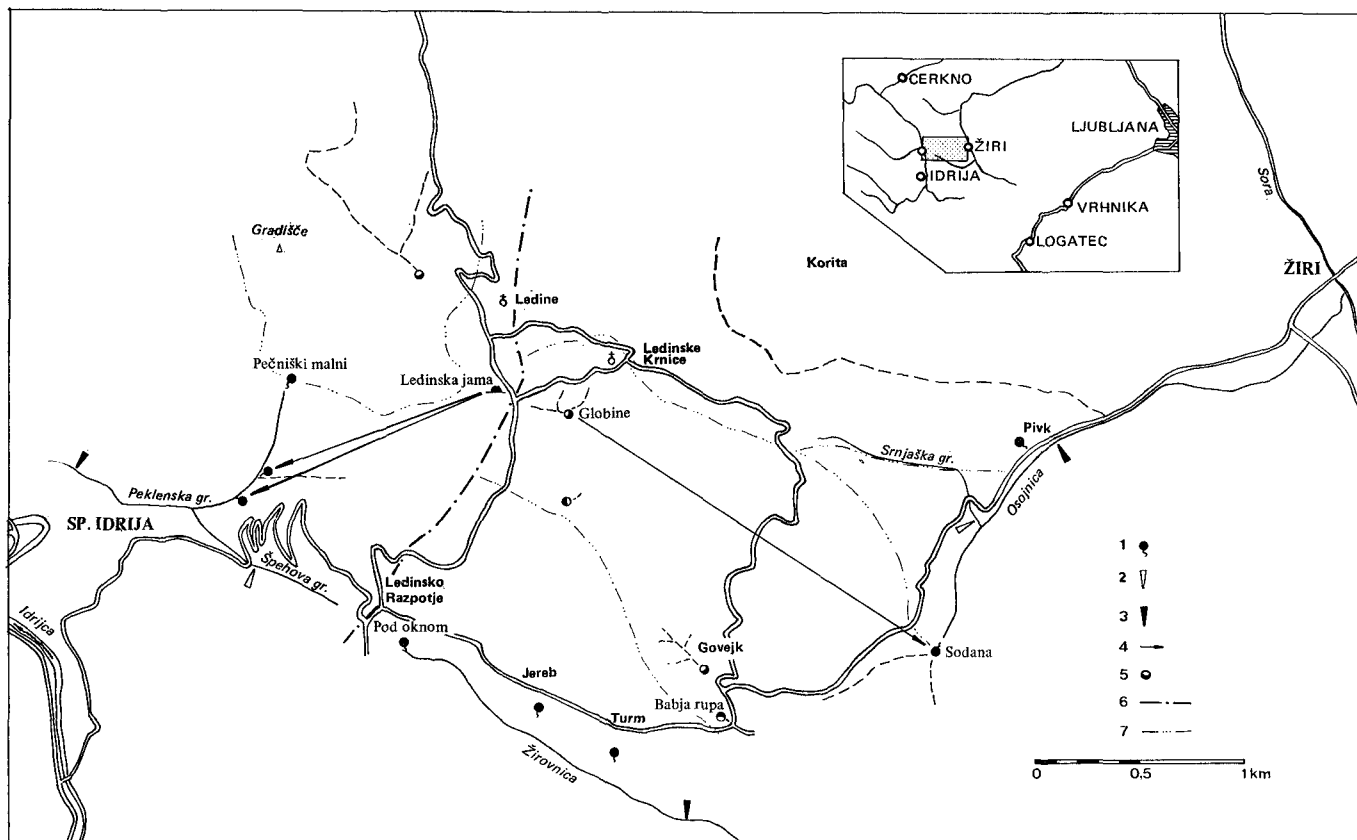 CERKNO
LJUBLJANA
ŽIRI
IDRIJA
VRHNIKA
LOGATEC
Sora
Gradišče
Korita
ŽIRI
Ledine
Ledinske
Krnice
Pečniški malni
Ledinska jama
Globine
Pivk
Srnjaška gr.
Osojnica
Peklenska gr.
SP. IDRIJA
Špehova gr.
Ledinsko
Razpotje
Idrijca
Pod oknom
Govejk
Sodana
Jereb
Babja rupa
Turm
Žirovnica
1
2
3
4
5
6
7
0 0,5 1 km